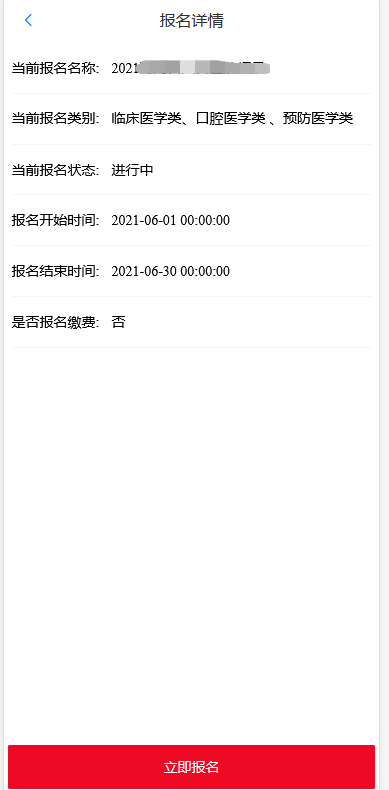 报名详情
当前报名名称: 2021
当前报名类别: 临床医学类、口腔医学类 、预防医学类
当前报名状态: 进行中
报名开始时间: 2021-06-01 00:00:00
报名结束时间: 2021-06-30 00:00:00
是否报名缴费: 否
立即报名